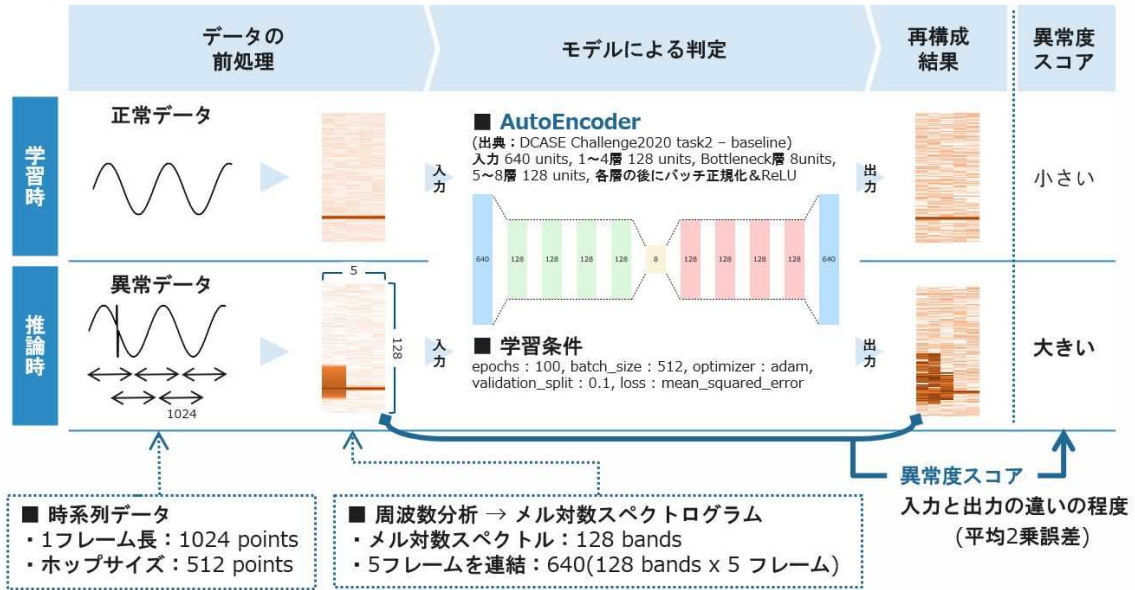 データの
前処理
モデルによる判定
再構成
結果
異常度
スコア
学習時
正常データ
入力
■ AutoEncoder
(出典：DCASE Challenge2020 task2 – baseline)
入力 640 units, 1～4層 128 units, Bottleneck層 8units,
5～8層 128 units, 各層の後にバッチ正規化＆ReLU
640
128
128
128
128
8
128
128
128
128
640
出力
小さい
推論時
異常データ
1024
5
128
入力
■ 学習条件
epochs : 100, batch_size : 512, optimizer : adam,
validation_split : 0.1, loss : mean_squared_error
出力
大きい
異常度スコア
入力と出力の違いの程度
(平均2乗誤差)
■ 時系列データ
・1フレーム長：1024 points
・ホップサイズ：512 points
■ 周波数分析 → メル対数スペクトログラム
・メル対数スペクトル：128 bands
・5フレームを連結：640(128 bands x 5 フレーム)